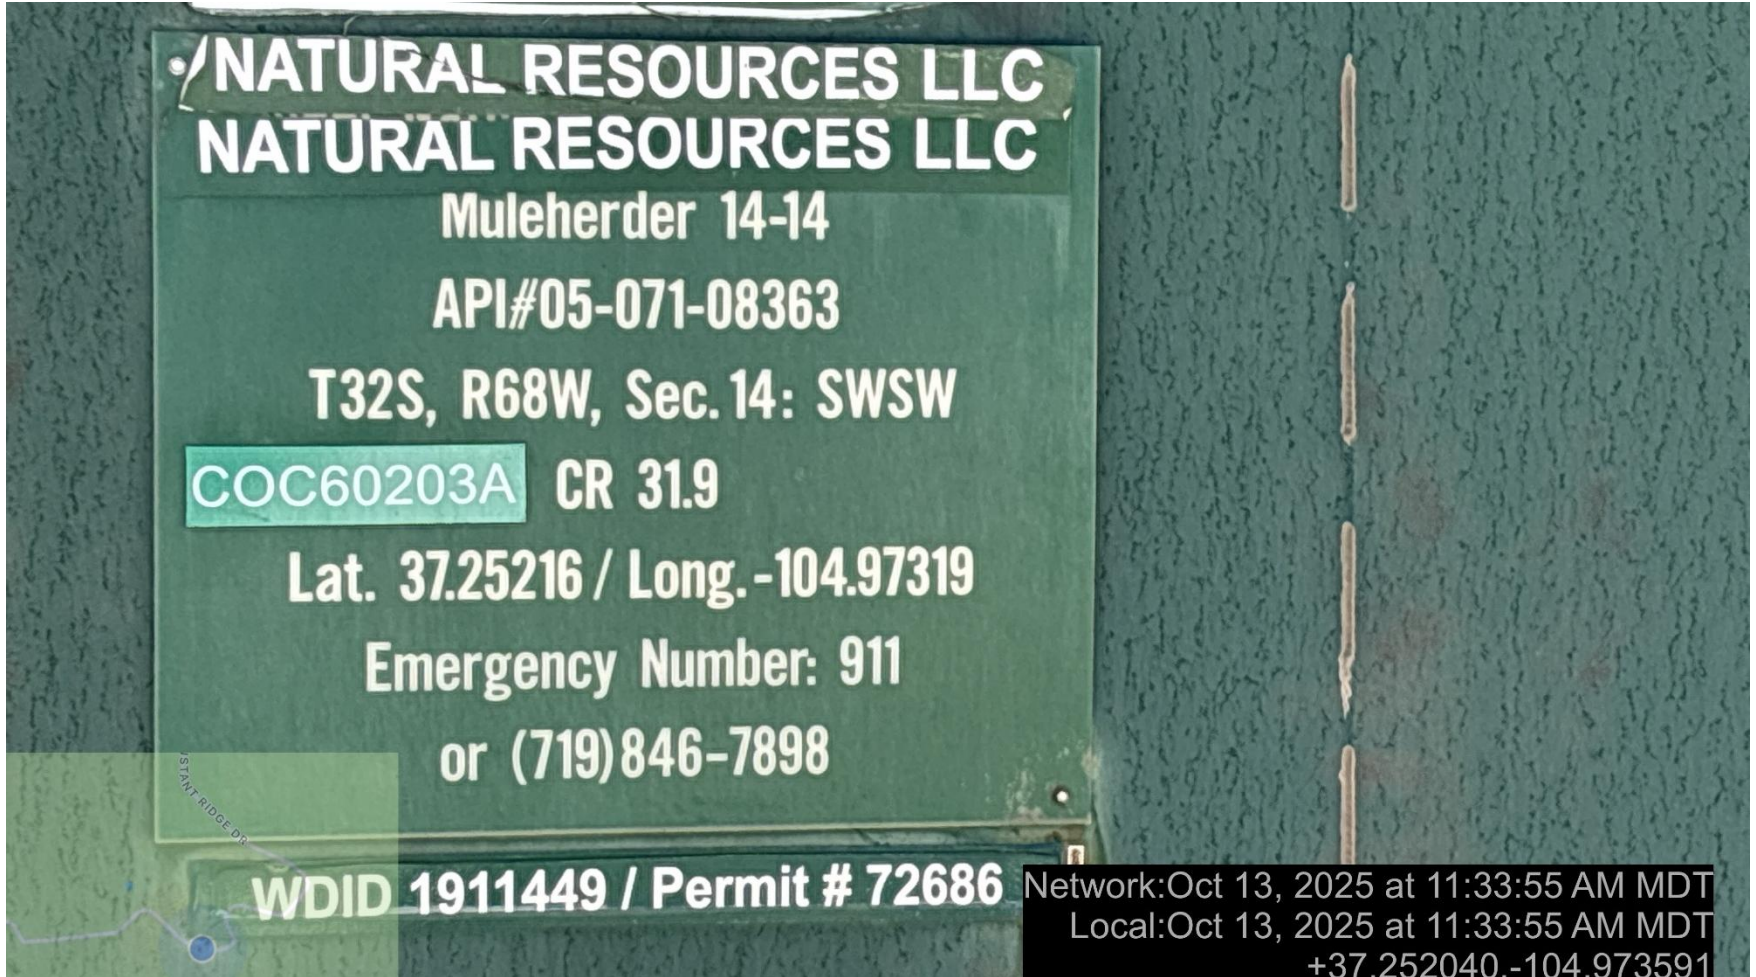 NATURAL RESOURCES LLC
NATURAL RESOURCES LLC
Muleherder 14-14
API#05-071-08363
T32S, R68W, Sec. 14: SWSW
COC60203A CR 31.9
Lat. 37.25216 / Long. -104.97319
Emergency Number: 911
or (719) 846-7898
WDID 1911449 / Permit # 72686
RIDGE DR
Network:Oct 13, 2025 at 11:33:55 AM MDT
Local:Oct 13, 2025 at 11:33:55 AM MDT
+37.252040,-104.973591